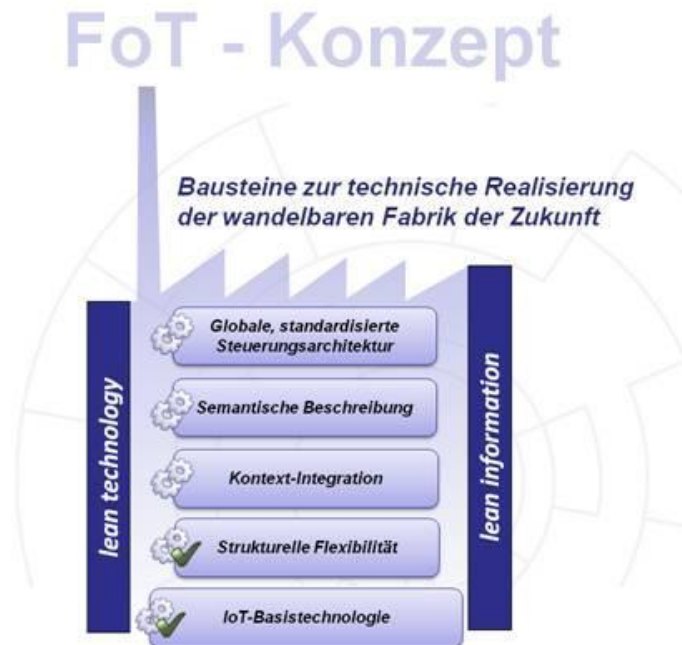 FoT - Konzept
Bausteine zur technische Realisierung
der wandelbaren Fabrik der Zukunft
lean technology
Globale, standardisierte
Steuerungsarchitektur
Semantische Beschreibung
Kontext-Integration
Strukturelle Flexibilität
IoT-Basistechnologie
lean information